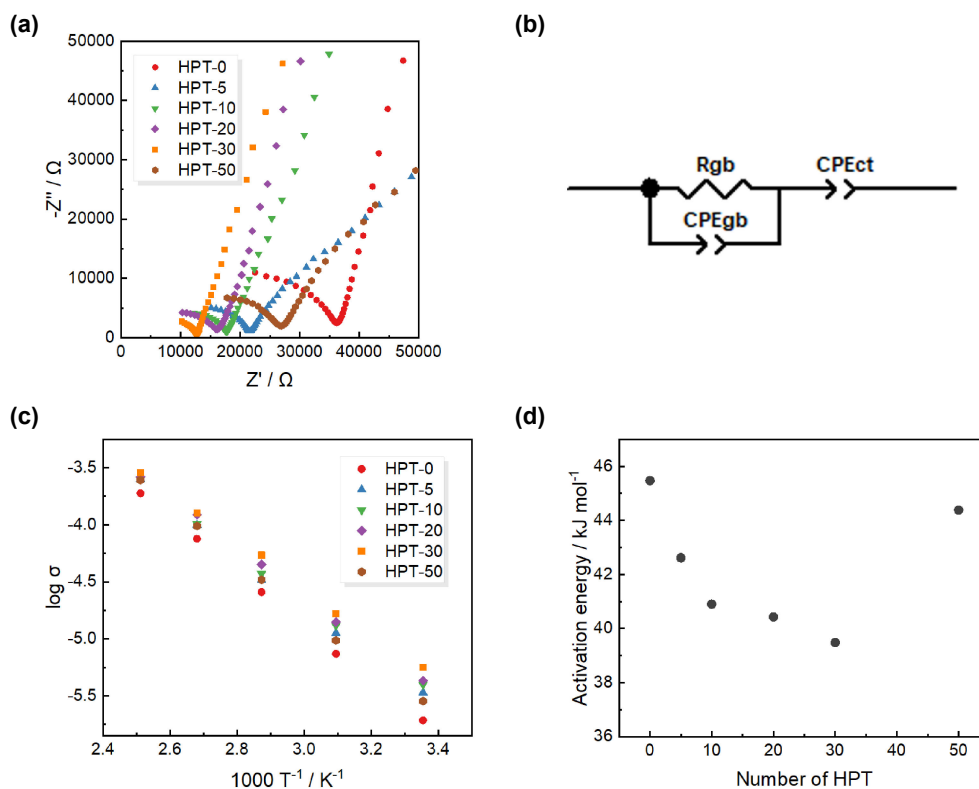 (a)
50000
40000
30000
20000
10000
0
-Z'' / Ω
HPT-0
HPT-5
HPT-10
HPT-20
HPT-30
HPT-50
0 10000 20000 30000 40000 50000
Z' / Ω
(b)
Rgb
CPEct
CPEgb
(c)
-3.5
-4.0
-4.5
-5.0
-5.5
log σ
HPT-0
HPT-5
HPT-10
HPT-20
HPT-30
HPT-50
2.4 2.6 2.8 3.0 3.2 3.4
1000 T⁻¹ / K⁻¹
(d)
46
44
42
40
38
36
Activation energy / kJ mol⁻¹
0 10 20 30 40 50
Number of HPT